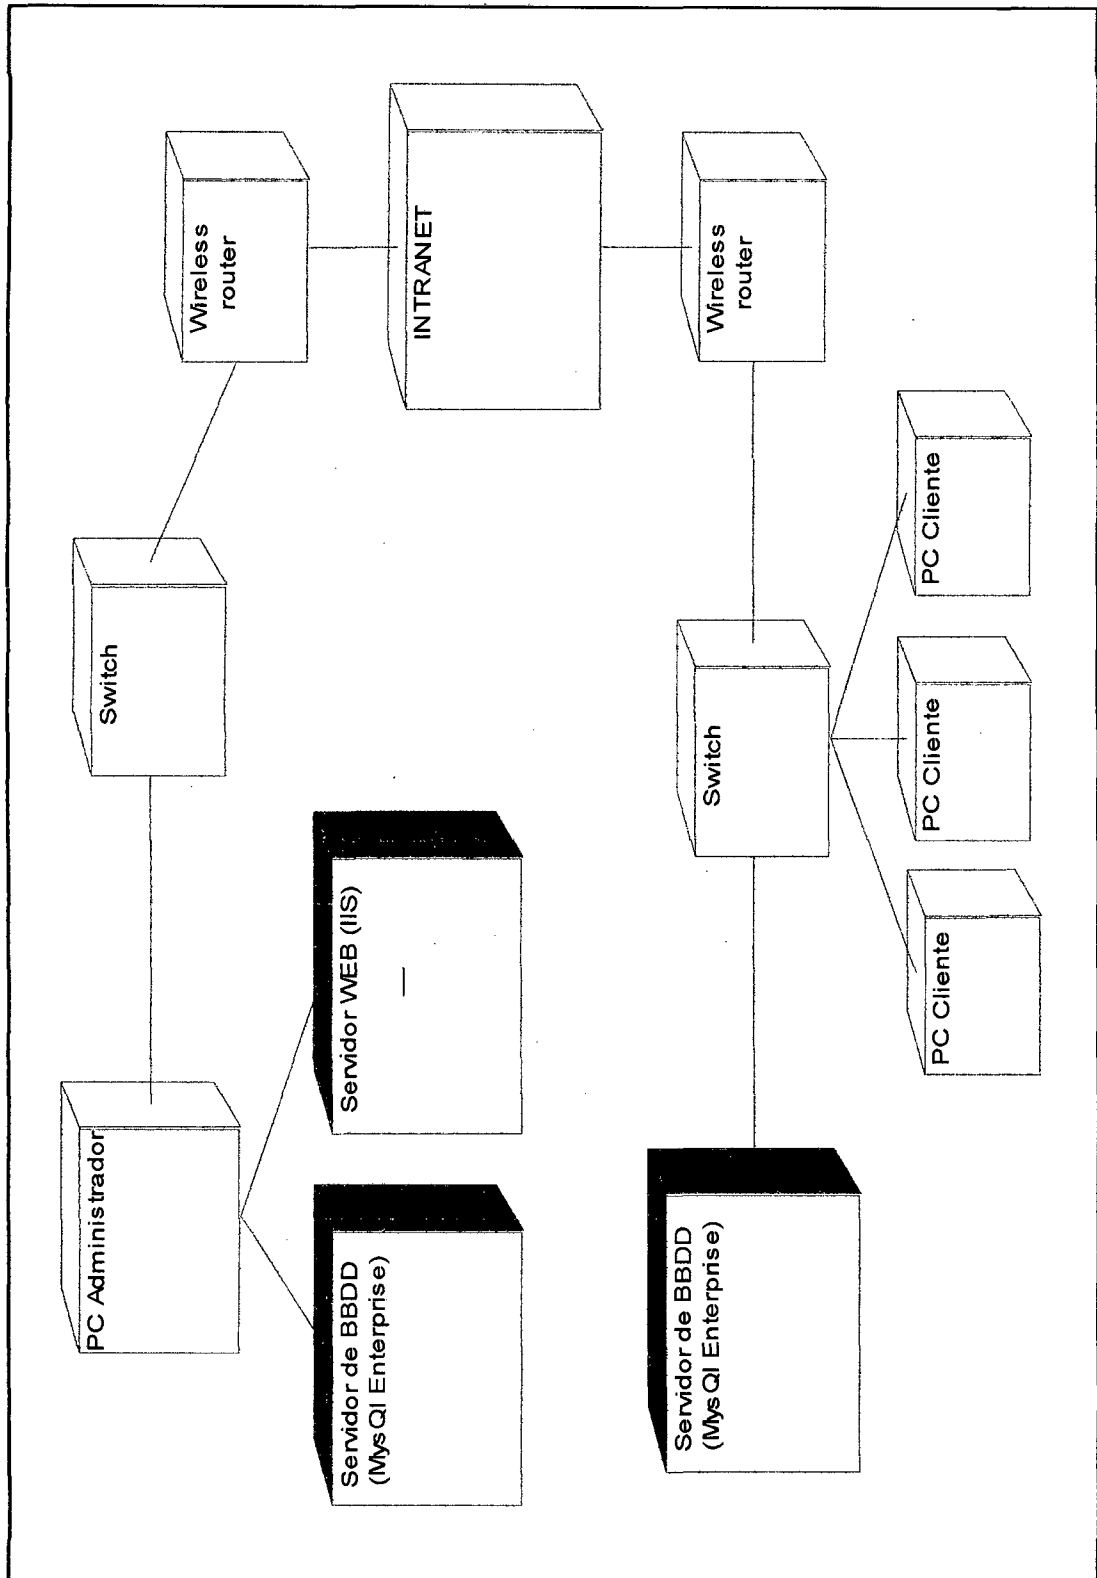 PC Administrador
Switch
Wireless
router
Servidor de BBDD
(MysQl Enterprise)
Servidor WEB (IIS)
INTRANET
Servidor de BBDD
(MysQl Enterprise)
Switch
Wireless
router
PC Cliente
PC Cliente
PC Cliente